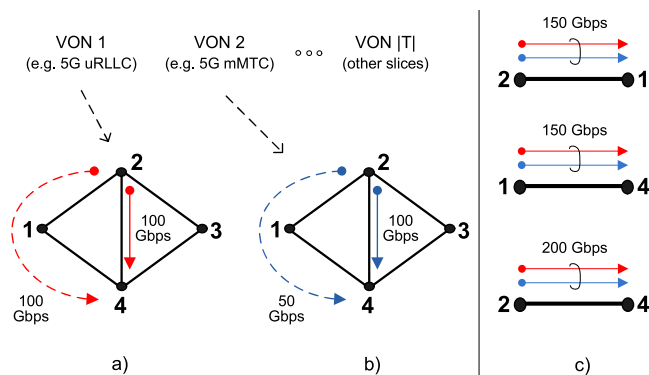 VON 1
(e.g. 5G uRLLC)
VON 2
(e.g. 5G mMTC)
VON |T|
(other slices)
2
1
3
4
100
Gbps
100
Gbps
a)
2
1
3
4
100
Gbps
50
Gbps
b)
150 Gbps
2
1
150 Gbps
1
4
200 Gbps
2
4
c)